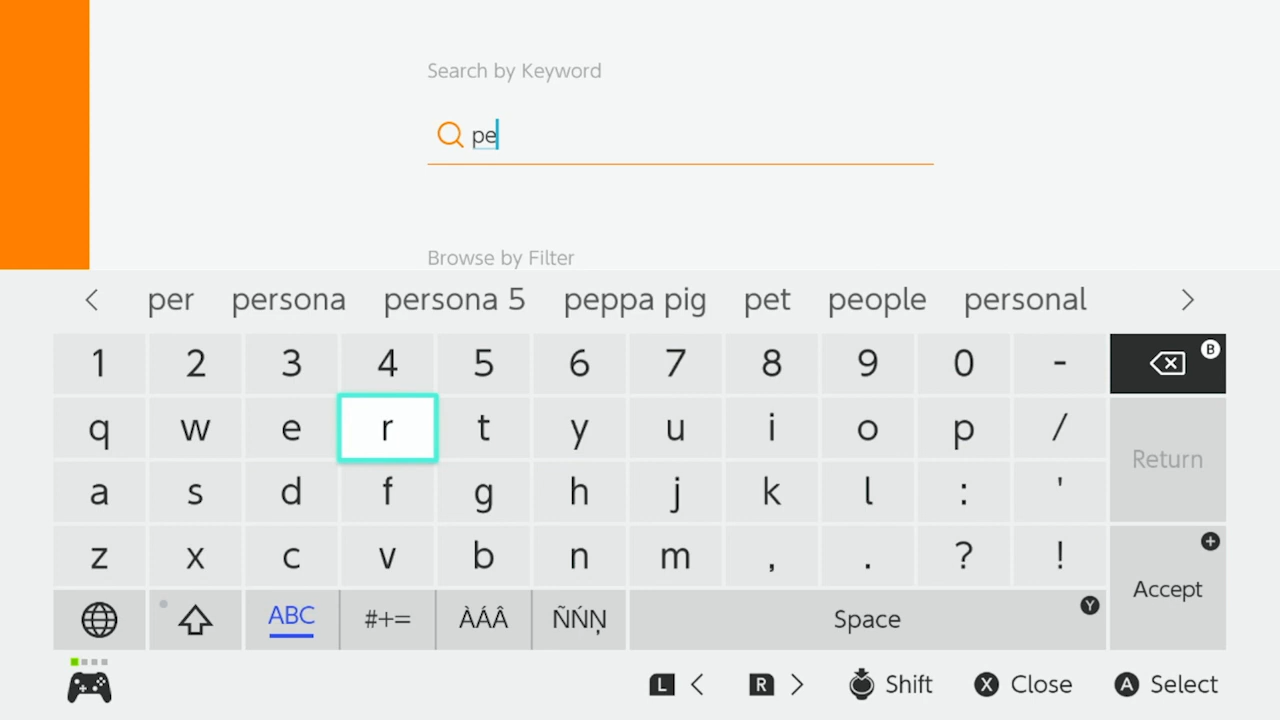 Search by Keyword
pe
Browse by Filter
per persona persona 5 peppa pig pet people personal
1 2 3 4 5 6 7 8 9 0 - B
q w e r t y u i o p / Return
a s d f g h j k l : '
z x c v b n m , . ? ! + Accept
ABC #+= ÀÁÂ ÑŃŅ Space Y
L R Shift X Close A Select